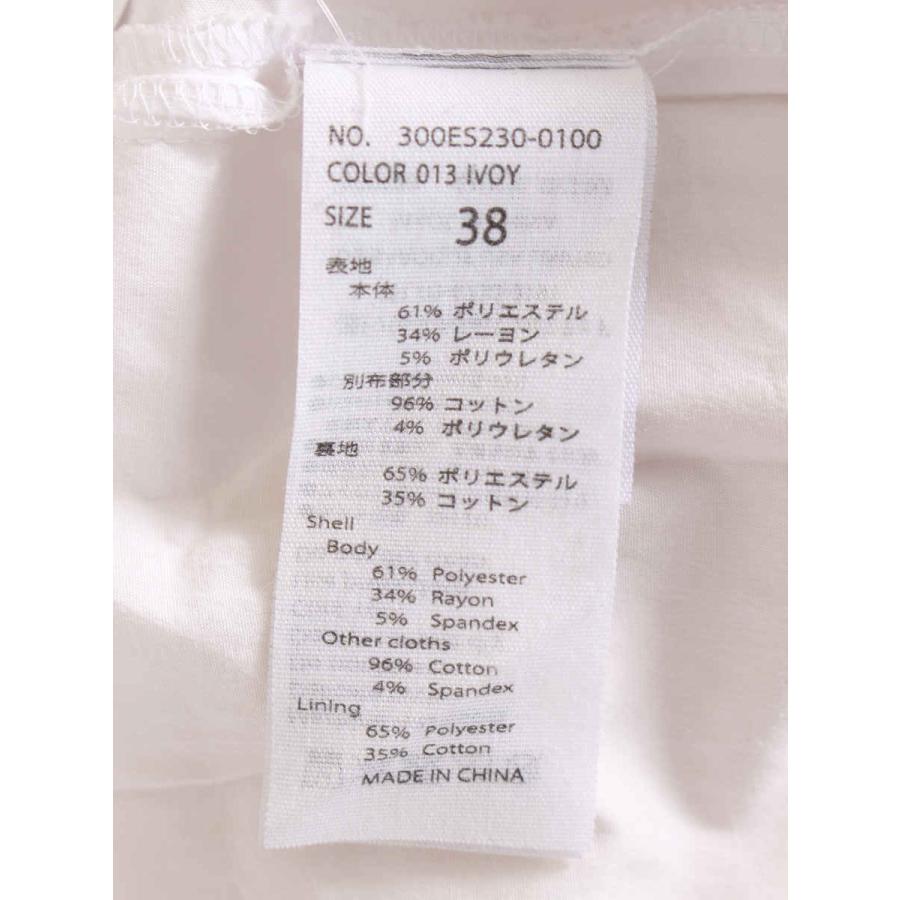 NO. 300ES230-0100
COLOR 013 IVOY
SIZE 38
表地
本体
61% ポリエステル
34% レーヨン
5% ポリウレタン
別布部分
96% コットン
4% ポリウレタン
裏地
65% ポリエステル
35% コットン
Shell
Body
61% Polyester
34% Rayon
5% Spandex
Other cloths
96% Cotton
4% Spandex
Lining
65% Polyester
35% Cotton
MADE IN CHINA